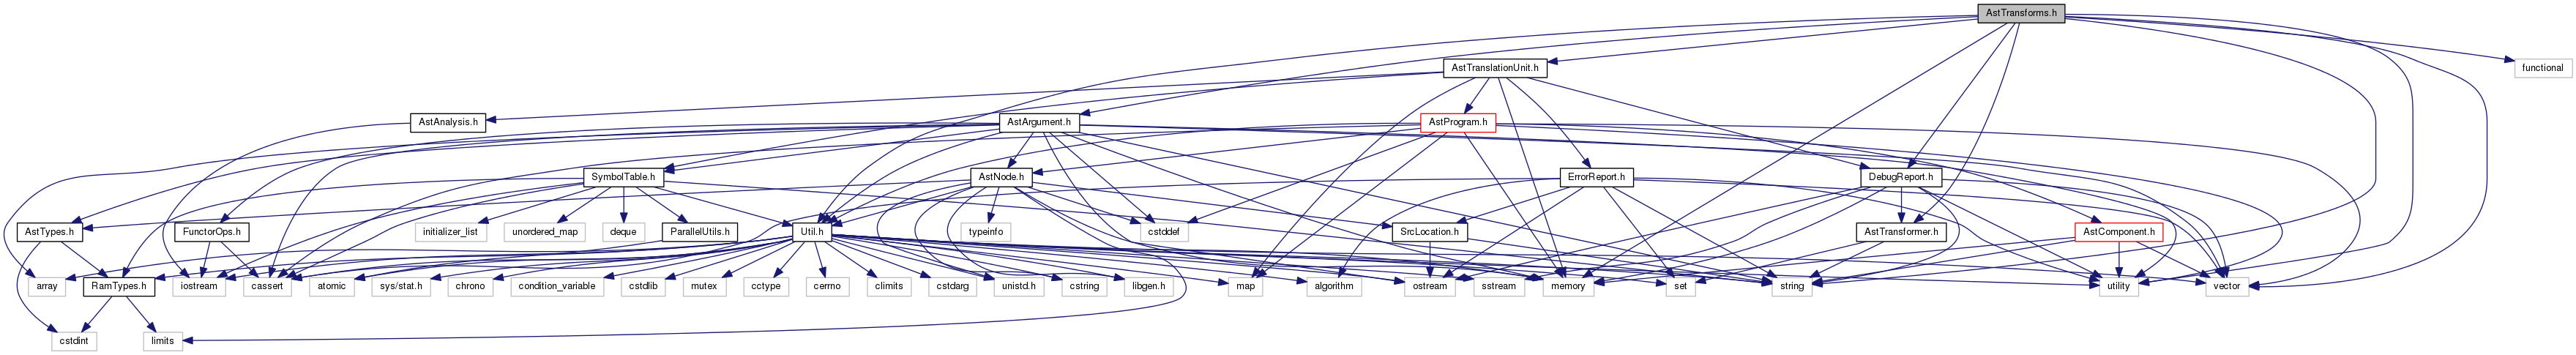 AstTransforms.h
AstTranslationUnit.h
functional
AstAnalysis.h
AstArgument.h
AstProgram.h
SymbolTable.h
AstNode.h
ErrorReport.h
DebugReport.h
AstTypes.h
FunctorOps.h
initializer_list
unordered_map
deque
ParallelUtils.h
Util.h
typeinfo
cstddef
SrcLocation.h
AstTransformer.h
AstComponent.h
array
RamTypes.h
iostream
cassert
atomic
sys/stat.h
chrono
condition_variable
cstdlib
mutex
cctype
cerrno
climits
cstdarg
unistd.h
cstring
libgen.h
map
algorithm
ostream
sstream
memory
set
string
utility
vector
cstdint
limits